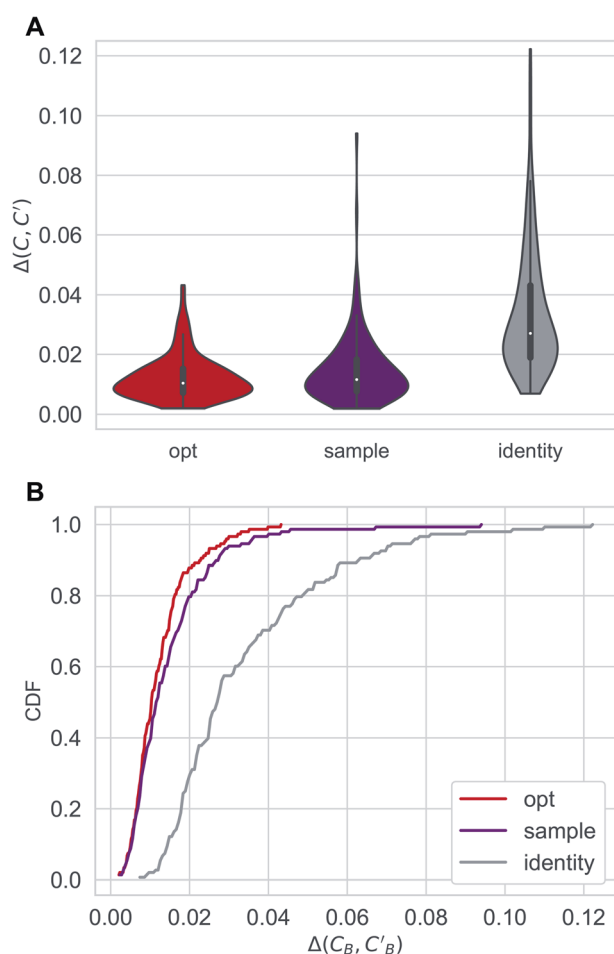 A
0.12
0.10
0.08
0.06
0.04
0.02
0.00
Δ(C, C′)
opt sample identity
B
1.0
0.8
0.6
0.4
0.2
0.0
CDF
opt
sample
identity
0.00 0.02 0.04 0.06 0.08 0.10 0.12
Δ(C_B, C′_B)